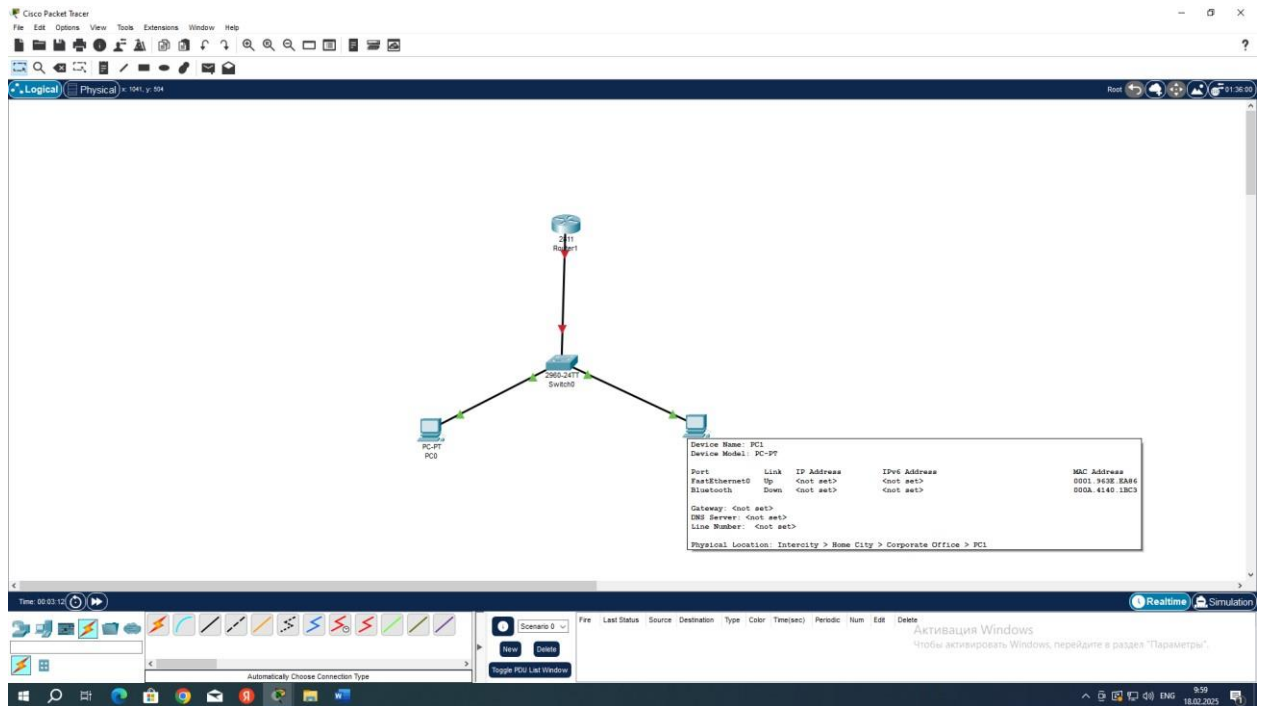 Cisco Packet Tracer
File Edit Options View Tools Extensions Window Help
?
Logical Physical x: 1041, y: 504 Root 01:36:00
2811
Router1
2960-24TT
Switch0
PC-PT
PC0
Device Name: PC1
Device Model: PC-PT
Port Link IP Address IPv6 Address MAC Address
FastEthernet0 Up <not set> <not set> 0001.963E.EA86
Bluetooth Down <not set> <not set> 000A.4140.1BC3
Gateway: <not set>
DNS Server: <not set>
Line Number: <not set>
Physical Location: Intercity > Home City > Corporate Office > PC1
Time: 00:03:12 Realtime Simulation
Scenario 0 Fire Last Status Source Destination Type Color Time(sec) Periodic Num Edit Delete
New Delete
Toggle PDU List Window
Automatically Choose Connection Type
Активация Windows
Чтобы активировать Windows, перейдите в раздел "Параметры".
ENG 9:59
18.02.2025